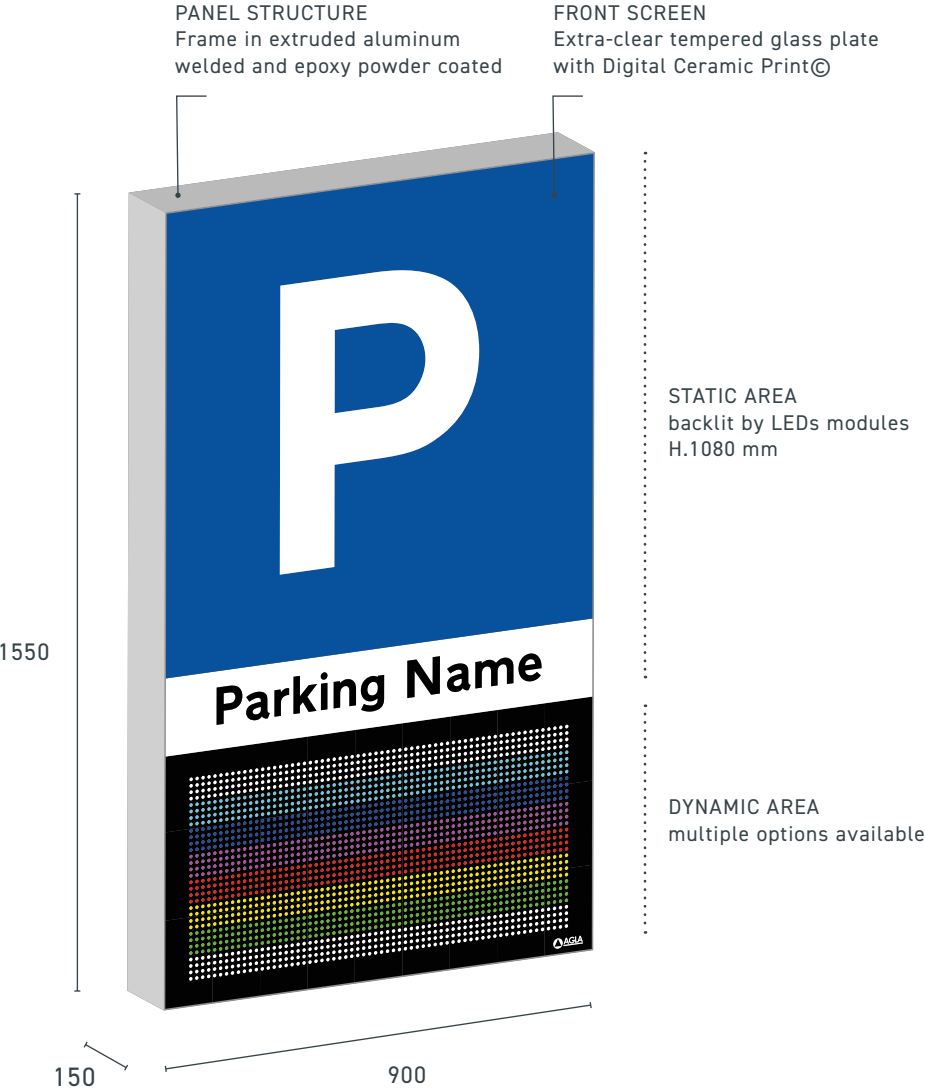 PANEL STRUCTURE
Frame in extruded aluminum
welded and epoxy powder coated
FRONT SCREEN
Extra-clear tempered glass plate
with Digital Ceramic Print©
P
STATIC AREA
backlit by LEDs modules
H.1080 mm
1550
Parking Name
DYNAMIC AREA
multiple options available
AGLA
150
900